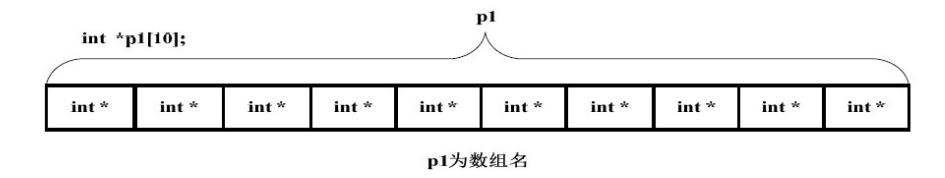 p1
int *p1[10];
int * int * int * int * int * int * int * int * int * int *
p1为数组名